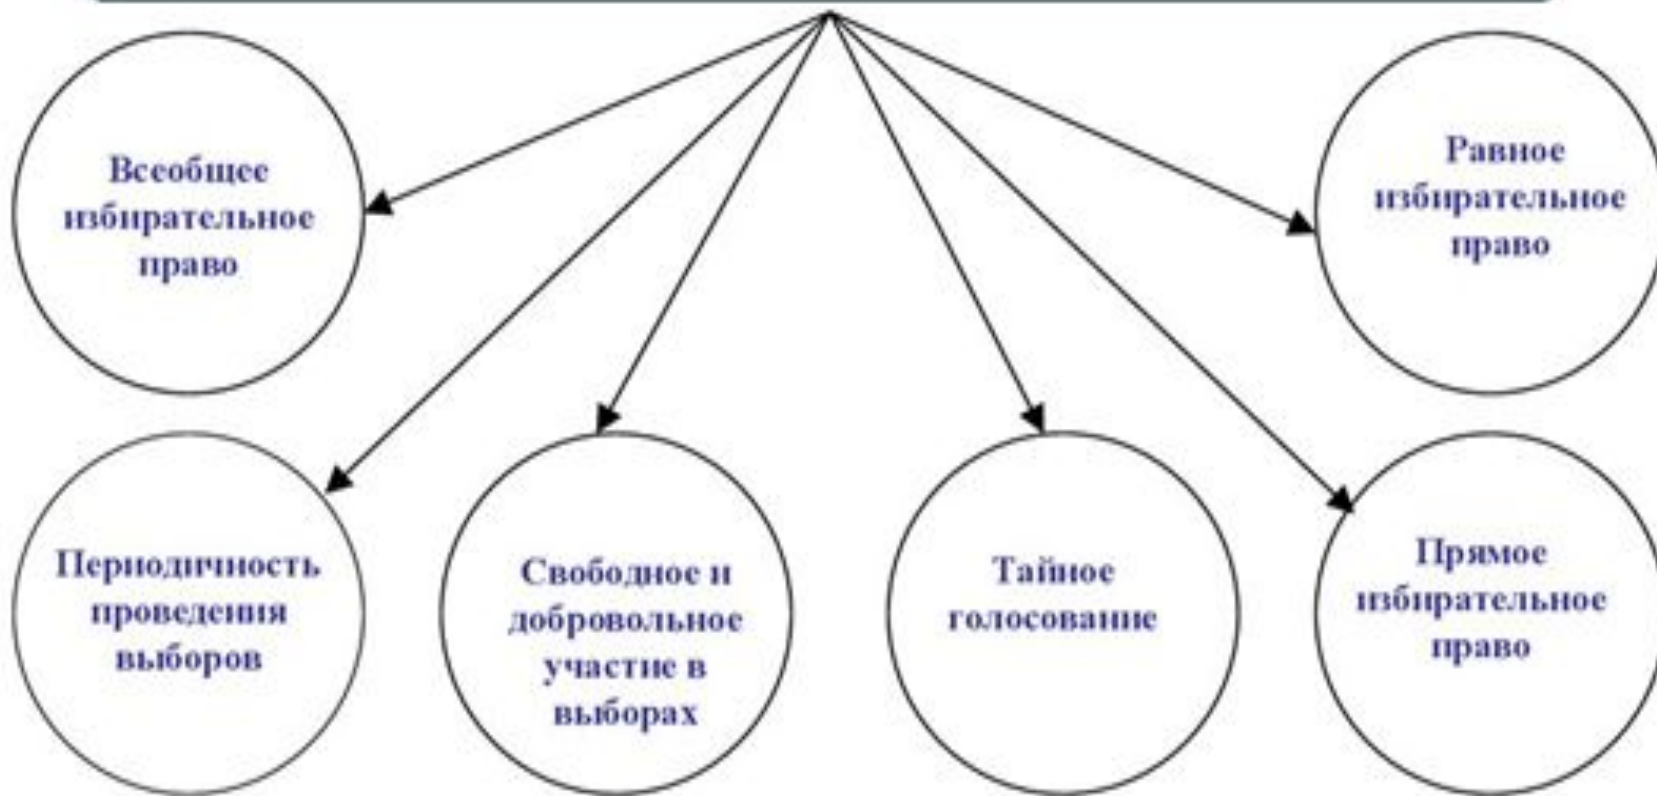 Всеобщее
избирательное
право
Равное
избирательное
право
Периодичность
проведения
выборов
Свободное и
добровольное
участие в
выборах
Тайное
голосование
Прямое
избирательное
право